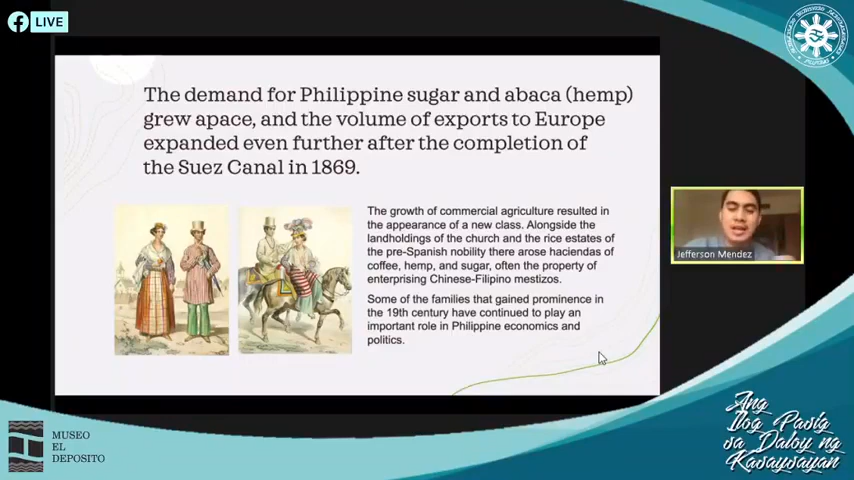 LIVE
The demand for Philippine sugar and abaca (hemp)
grew apace, and the volume of exports to Europe
expanded even further after the completion of
the Suez Canal in 1869.
The growth of commercial agriculture resulted in
the appearance of a new class. Alongside the
landholdings of the church and the rice estates of
the pre-Spanish nobility there arose haciendas of
coffee, hemp, and sugar, often the property of
enterprising Chinese-Filipino mestizos.
Some of the families that gained prominence in
the 19th century have continued to play an
important role in Philippine economics and
politics.
Jefferson Mendez
MUSEO
EL
DEPOSITO
Ang
Ilog Pasig
sa Daloy ng
Kasaysayan